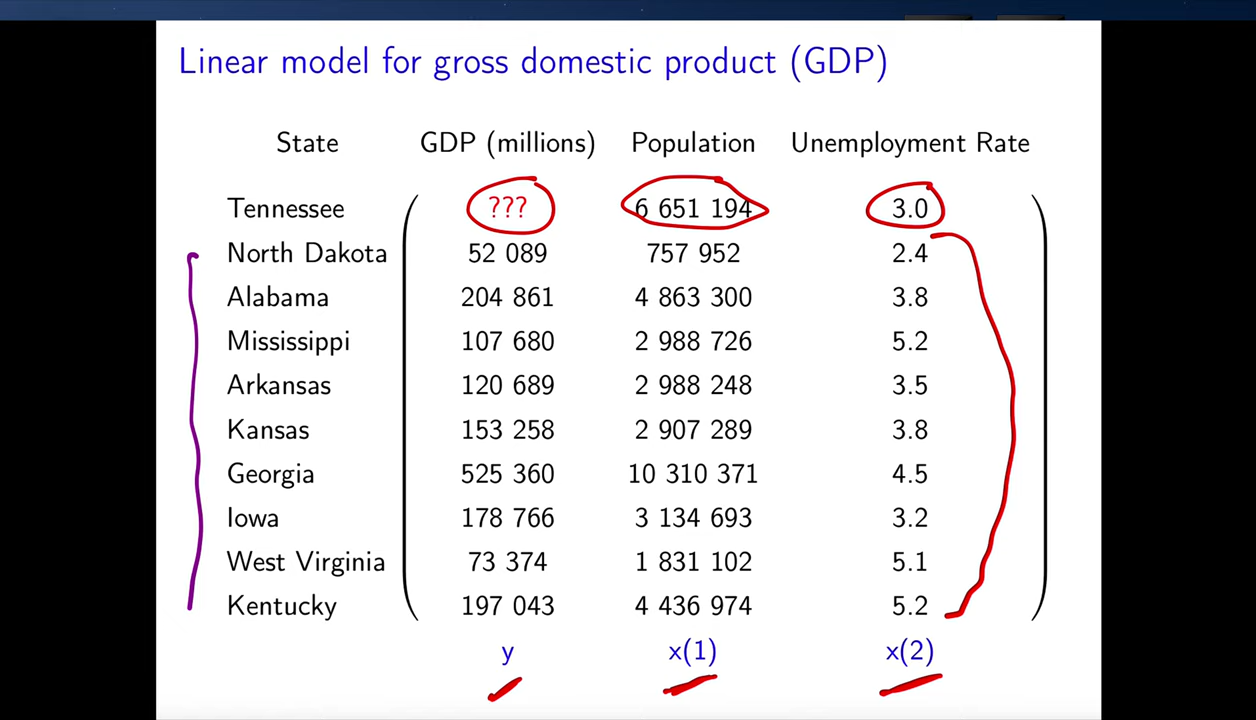 Linear model for gross domestic product (GDP)
State GDP (millions) Population Unemployment Rate
Tennessee ??? 6 651 194 3.0
North Dakota 52 089 757 952 2.4
Alabama 204 861 4 863 300 3.8
Mississippi 107 680 2 988 726 5.2
Arkansas 120 689 2 988 248 3.5
Kansas 153 258 2 907 289 3.8
Georgia 525 360 10 310 371 4.5
Iowa 178 766 3 134 693 3.2
West Virginia 73 374 1 831 102 5.1
Kentucky 197 043 4 436 974 5.2
y x(1) x(2)